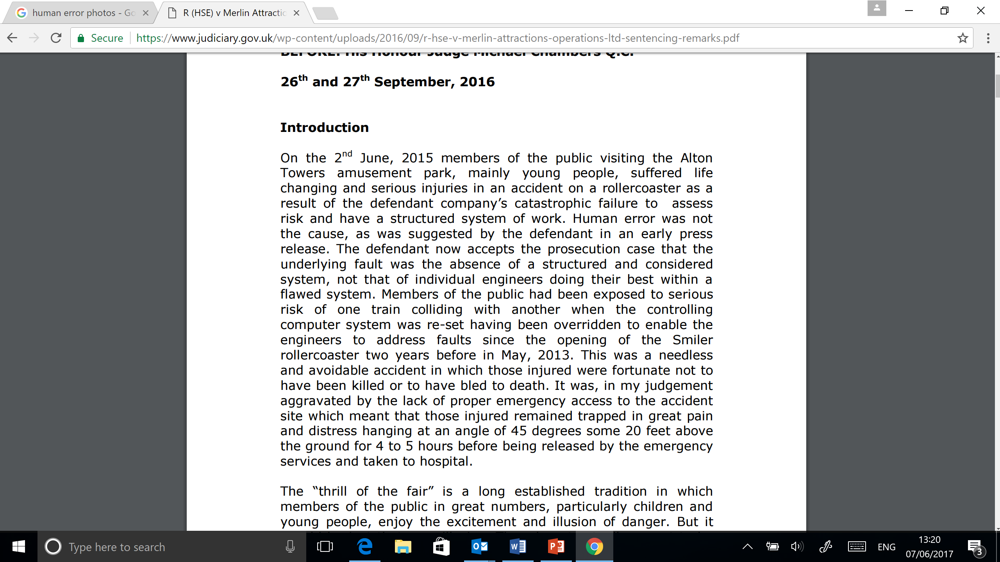 human error photos - Go
R (HSE) v Merlin Attractio
Secure
https://www.judiciary.gov.uk/wp-content/uploads/2016/09/r-hse-v-merlin-attractions-operations-ltd-sentencing-remarks.pdf
BEFORE: His Honour Judge Michael Chambers Q.C.
26th and 27th September, 2016
Introduction
On the 2nd June, 2015 members of the public visiting the Alton
Towers amusement park, mainly young people, suffered life
changing and serious injuries in an accident on a rollercoaster as a
result of the defendant company’s catastrophic failure to assess
risk and have a structured system of work. Human error was not
the cause, as was suggested by the defendant in an early press
release. The defendant now accepts the prosecution case that the
underlying fault was the absence of a structured and considered
system, not that of individual engineers doing their best within a
flawed system. Members of the public had been exposed to serious
risk of one train colliding with another when the controlling
computer system was re-set having been overridden to enable the
engineers to address faults since the opening of the Smiler
rollercoaster two years before in May, 2013. This was a needless
and avoidable accident in which those injured were fortunate not to
have been killed or to have bled to death. It was, in my judgement
aggravated by the lack of proper emergency access to the accident
site which meant that those injured remained trapped in great pain
and distress hanging at an angle of 45 degrees some 20 feet above
the ground for 4 to 5 hours before being released by the emergency
services and taken to hospital.
The “thrill of the fair” is a long established tradition in which
members of the public in great numbers, particularly children and
young people, enjoy the excitement and illusion of danger. But it
Type here to search
ENG
13:20
07/06/2017
3